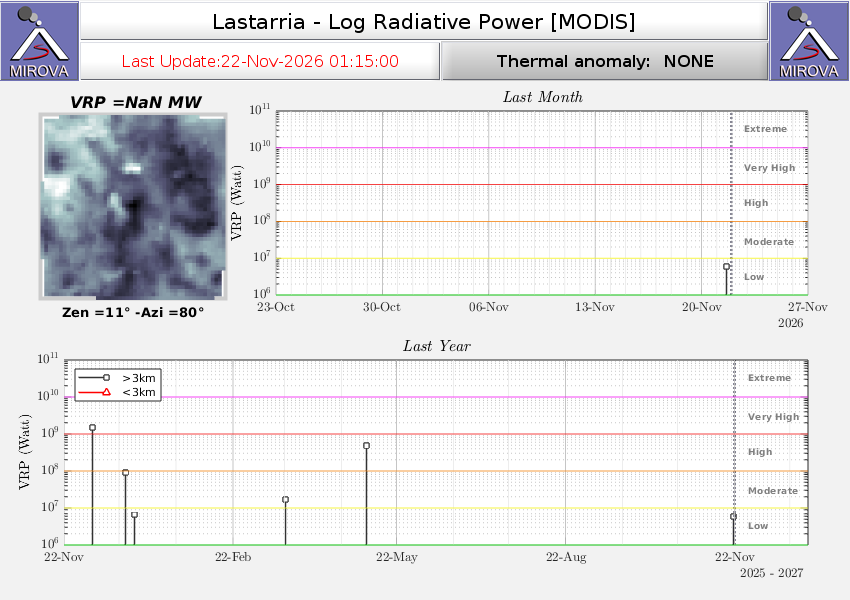 Lastarria - Log Radiative Power [MODIS]
MIROVA
Last Update:22-Nov-2026 01:15:00
Thermal anomaly: NONE
MIROVA
VRP =NaN MW
Zen =11° -Azi =80°
Last Month
VRP (Watt)
10^11
10^10
10^9
10^8
10^7
10^6
Extreme
Very High
High
Moderate
Low
23-Oct 30-Oct 06-Nov 13-Nov 20-Nov 27-Nov
2026
Last Year
VRP (Watt)
10^11
10^10
10^9
10^8
10^7
10^6
>3km
<3km
Extreme
Very High
High
Moderate
Low
22-Nov 22-Feb 22-May 22-Aug 22-Nov
2025 - 2027